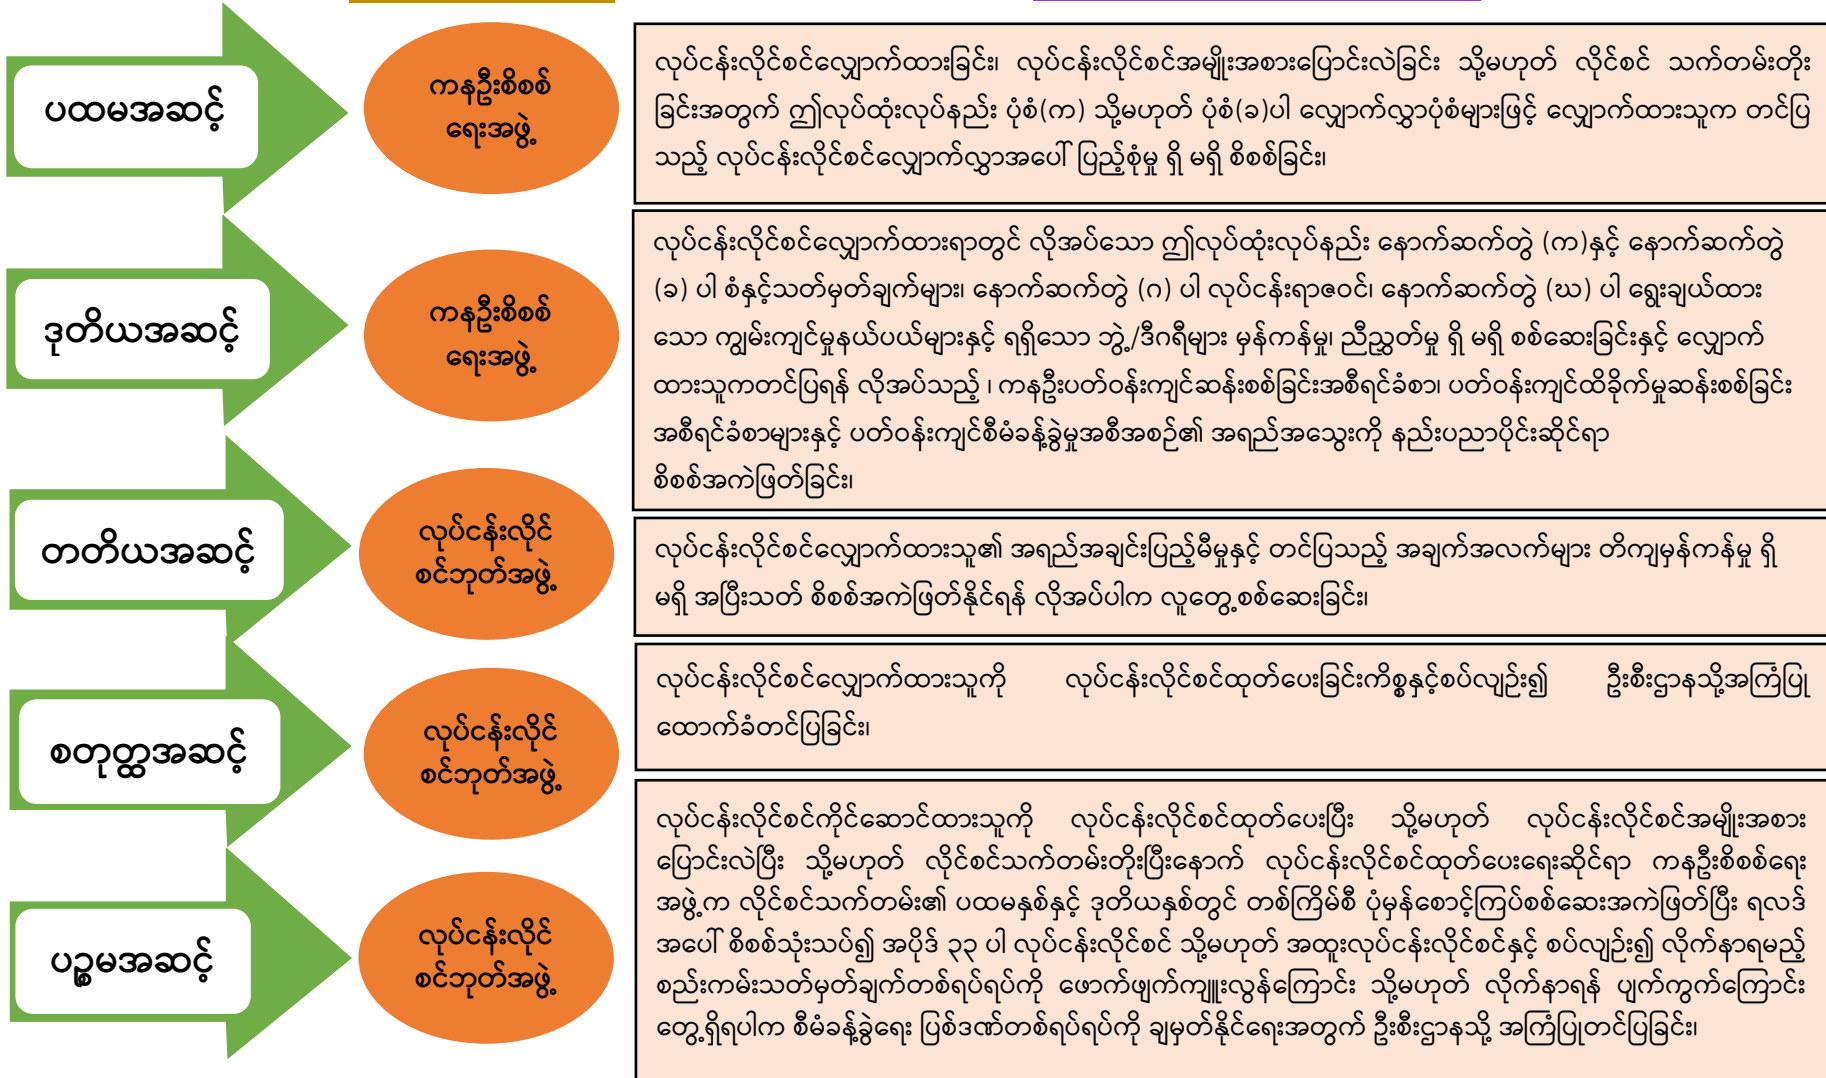 ပထမအဆင့်
ကနဦးစိစစ်
ရေးအဖွဲ့
လုပ်ငန်းလိုင်စင်လျှောက်ထားခြင်း၊ လုပ်ငန်းလိုင်စင်အမျိုးအစားပြောင်းလဲခြင်း သို့မဟုတ် လိုင်စင် သက်တမ်းတိုး
ခြင်းအတွက် ဤလုပ်ထုံးလုပ်နည်း ပုံစံ(က) သို့မဟုတ် ပုံစံ(ခ)ပါ လျှောက်လွှာပုံစံများဖြင့် လျှောက်ထားသူက တင်ပြ
သည့် လုပ်ငန်းလိုင်စင်လျှောက်လွှာအပေါ် ပြည့်စုံမှု ရှိ မရှိ စိစစ်ခြင်း၊
ဒုတိယအဆင့်
ကနဦးစိစစ်
ရေးအဖွဲ့
လုပ်ငန်းလိုင်စင်လျှောက်ထားရာတွင် လိုအပ်သော ဤလုပ်ထုံးလုပ်နည်း နောက်ဆက်တွဲ (က)နှင့် နောက်ဆက်တွဲ
(ခ) ပါ စံနှင့်သတ်မှတ်ချက်များ၊ နောက်ဆက်တွဲ (ဂ) ပါ လုပ်ငန်းရာဇဝင်၊ နောက်ဆက်တွဲ (ဃ) ပါ ရွေးချယ်ထား
သော ကျွမ်းကျင်မှုနယ်ပယ်များနှင့် ရရှိသော ဘွဲ့/ဒီဂရီများ မှန်ကန်မှု၊ ညီညွတ်မှု ရှိ မရှိ စစ်ဆေးခြင်းနှင့် လျှောက်
ထားသူကတင်ပြရန် လိုအပ်သည့် ၊ ကနဦးပတ်ဝန်းကျင်ဆန်းစစ်ခြင်းအစီရင်ခံစာ၊ ပတ်ဝန်းကျင်ထိခိုက်မှုဆန်းစစ်ခြင်း
အစီရင်ခံစာများနှင့် ပတ်ဝန်းကျင်စီမံခန့်ခွဲမှုအစီအစဉ်၏ အရည်အသွေးကို နည်းပညာပိုင်းဆိုင်ရာ
စိစစ်အကဲဖြတ်ခြင်း၊
တတိယအဆင့်
လုပ်ငန်းလိုင်
စင်ဘုတ်အဖွဲ့
လုပ်ငန်းလိုင်စင်လျှောက်ထားသူ၏ အရည်အချင်းပြည့်မီမှုနှင့် တင်ပြသည့် အချက်အလက်များ တိကျမှန်ကန်မှု ရှိ
မရှိ အပြီးသတ် စိစစ်အကဲဖြတ်နိုင်ရန် လိုအပ်ပါက လူတွေ့စစ်ဆေးခြင်း၊
စတုတ္ထအဆင့်
လုပ်ငန်းလိုင်
စင်ဘုတ်အဖွဲ့
လုပ်ငန်းလိုင်စင်လျှောက်ထားသူကို လုပ်ငန်းလိုင်စင်ထုတ်ပေးခြင်းကိစ္စနှင့်စပ်လျဉ်း၍ ဦးစီးဌာနသို့အကြံပြု
ထောက်ခံတင်ပြခြင်း၊
ပဉ္စမအဆင့်
လုပ်ငန်းလိုင်
စင်ဘုတ်အဖွဲ့
လုပ်ငန်းလိုင်စင်ကိုင်ဆောင်ထားသူကို လုပ်ငန်းလိုင်စင်ထုတ်ပေးပြီး သို့မဟုတ် လုပ်ငန်းလိုင်စင်အမျိုးအစား
ပြောင်းလဲပြီး သို့မဟုတ် လိုင်စင်သက်တမ်းတိုးပြီးနောက် လုပ်ငန်းလိုင်စင်ထုတ်ပေးရေးဆိုင်ရာ ကနဦးစိစစ်ရေး
အဖွဲ့က လိုင်စင်သက်တမ်း၏ ပထမနှစ်နှင့် ဒုတိယနှစ်တွင် တစ်ကြိမ်စီ ပုံမှန်စောင့်ကြပ်စစ်ဆေးအကဲဖြတ်ပြီး ရလဒ်
အပေါ် စိစစ်သုံးသပ်၍ အပိုဒ် ၃၃ ပါ လုပ်ငန်းလိုင်စင် သို့မဟုတ် အထူးလုပ်ငန်းလိုင်စင်နှင့် စပ်လျဉ်း၍ လိုက်နာရမည့်
စည်းကမ်းသတ်မှတ်ချက်တစ်ရပ်ရပ်ကို ဖောက်ဖျက်ကျူးလွန်ကြောင်း သို့မဟုတ် လိုက်နာရန် ပျက်ကွက်ကြောင်း
တွေ့ရှိရပါက စီမံခန့်ခွဲရေး ပြစ်ဒဏ်တစ်ရပ်ရပ်ကို ချမှတ်နိုင်ရေးအတွက် ဦးစီးဌာနသို့ အကြံပြုတင်ပြခြင်း၊